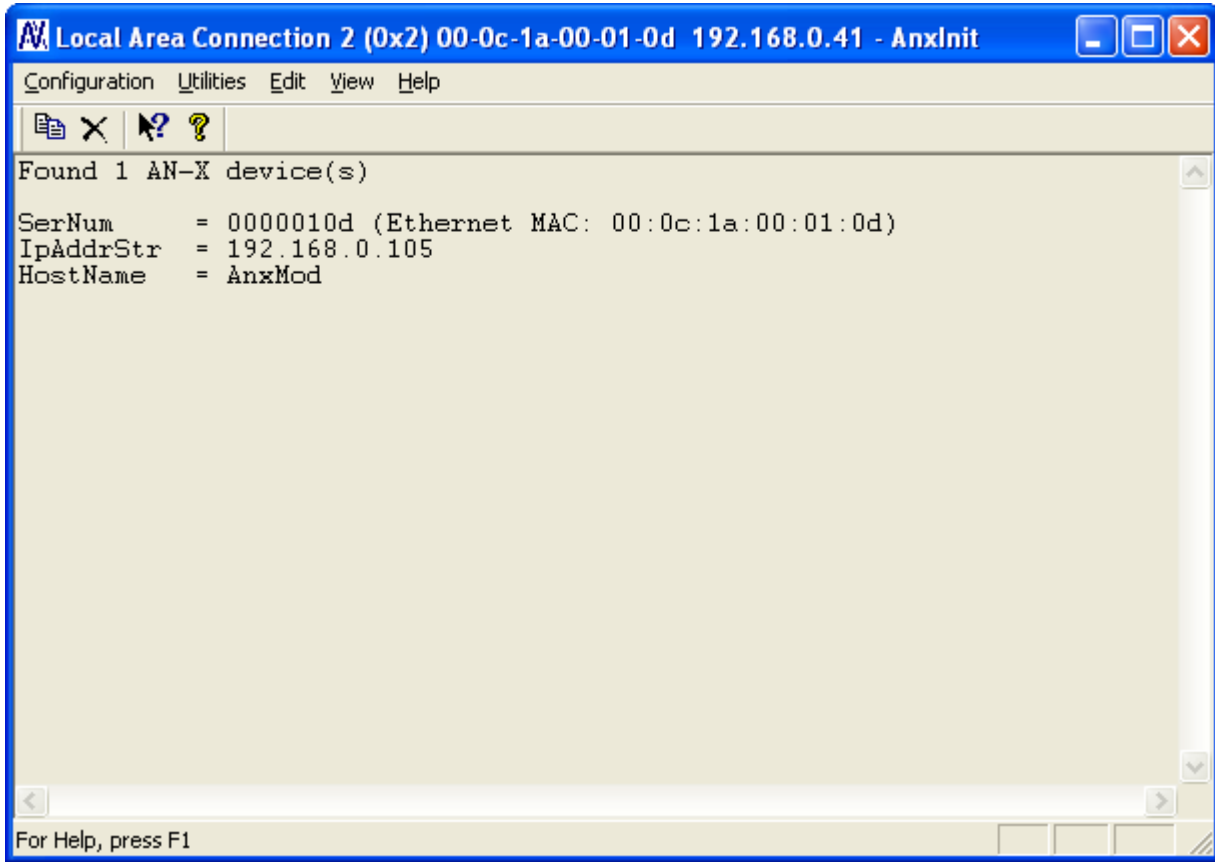 Local Area Connection 2 (0x2) 00-0c-1a-00-01-0d 192.168.0.41 - AnxInit
Configuration Utilities Edit View Help
Found 1 AN-X device(s)
SerNum = 0000010d (Ethernet MAC: 00:0c:1a:00:01:0d)
IpAddrStr = 192.168.0.105
HostName = AnxMod
For Help, press F1